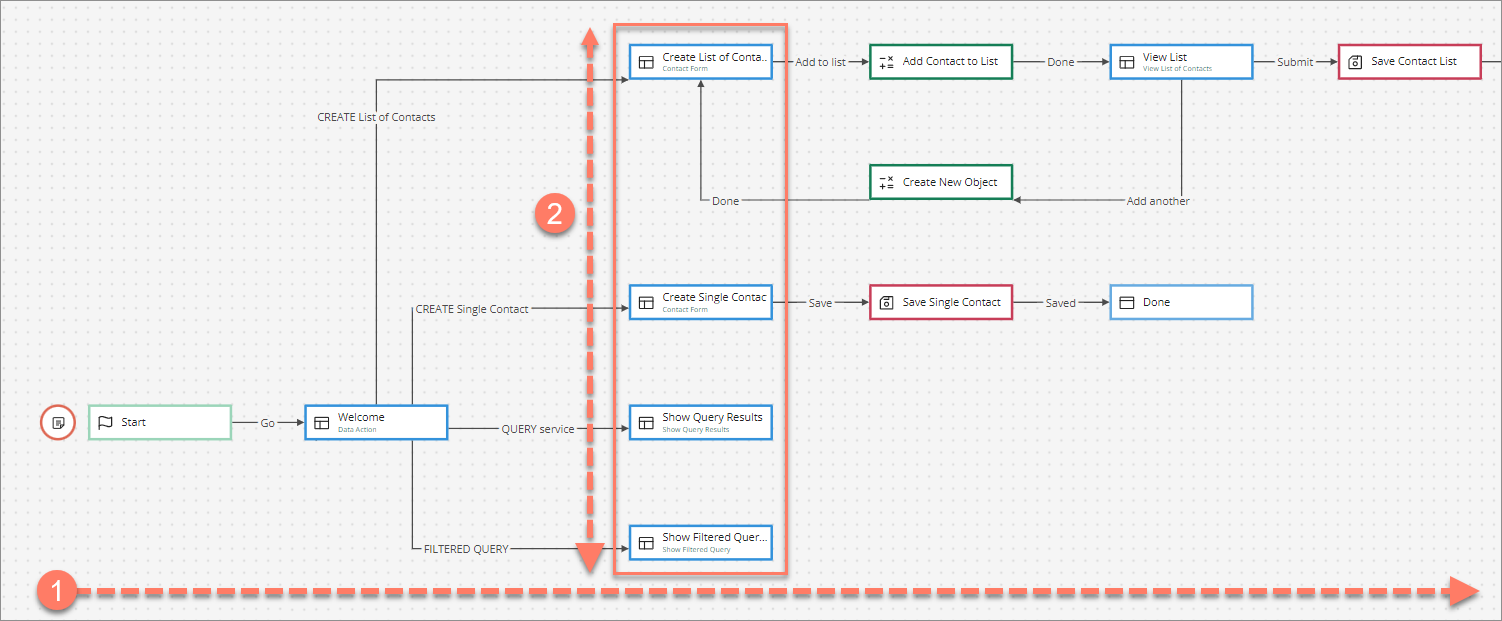 Create List of Conta..
Contact Form
Add to list
Add Contact to List
Done
View List
View List of Contacts
Submit
Save Contact List
CREATE List of Contacts
2
Create New Object
Done
Add another
CREATE Single Contact
Create Single Contac
Contact Form
Save
Save Single Contact
Saved
Done
Start
Go
Welcome
Data Action
QUERY service
Show Query Results
Show Query Results
FILTERED QUERY
Show Filtered Quer...
Show Filtered Query
1